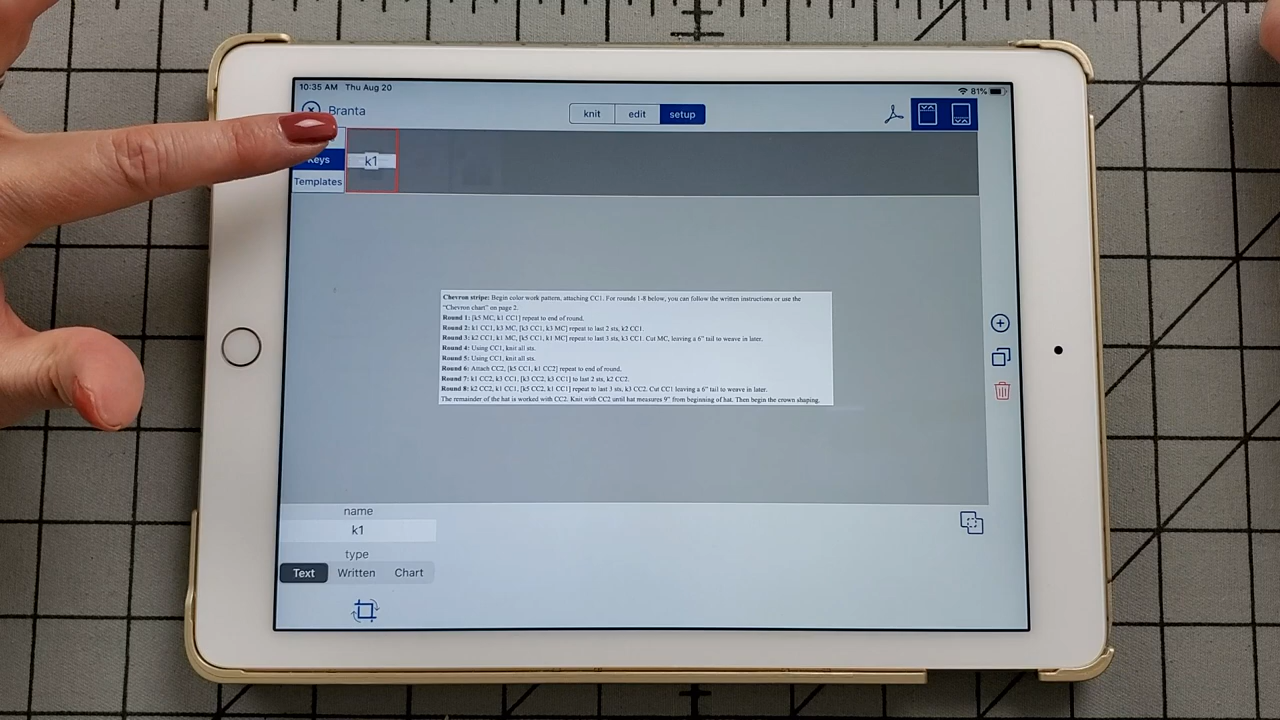 10:35 AM Thu Aug 20
81%
Branta
knit edit setup
Keys
k1
Templates
Chevron stripe: Begin color work pattern, attaching CC1. For rounds 1-8 below, you can follow the written instructions or use the
"Chevron chart" on page 2.
Round 1: [k5 MC, k1 CC1] repeat to end of round.
Round 2: k1 CC1, k3 MC, [k3 CC1, k3 MC] repeat to last 2 sts, k2 CC1.
Round 3: k2 CC1, k1 MC, [k5 CC1, k1 MC] repeat to last 3 sts, k3 CC1. Cut MC, leaving a 6" tail to weave in later.
Round 4: Using CC1, knit all sts.
Round 5: Using CC1, knit all sts.
Round 6: Attach CC2, [k5 CC1, k1 CC2] repeat to end of round.
Round 7: k1 CC2, k3 CC1, [k3 CC2, k3 CC1] to last 2 sts, k2 CC2.
Round 8: k2 CC2, k1 CC1, [k5 CC2, k1 CC1] repeat to last 3 sts, k3 CC2. Cut CC1 leaving a 6" tail to weave in later.
The remainder of the hat is worked with CC2. Knit with CC2 until hat measures 9" from beginning of hat. Then begin the crown shaping.
name
k1
type
Text Written Chart